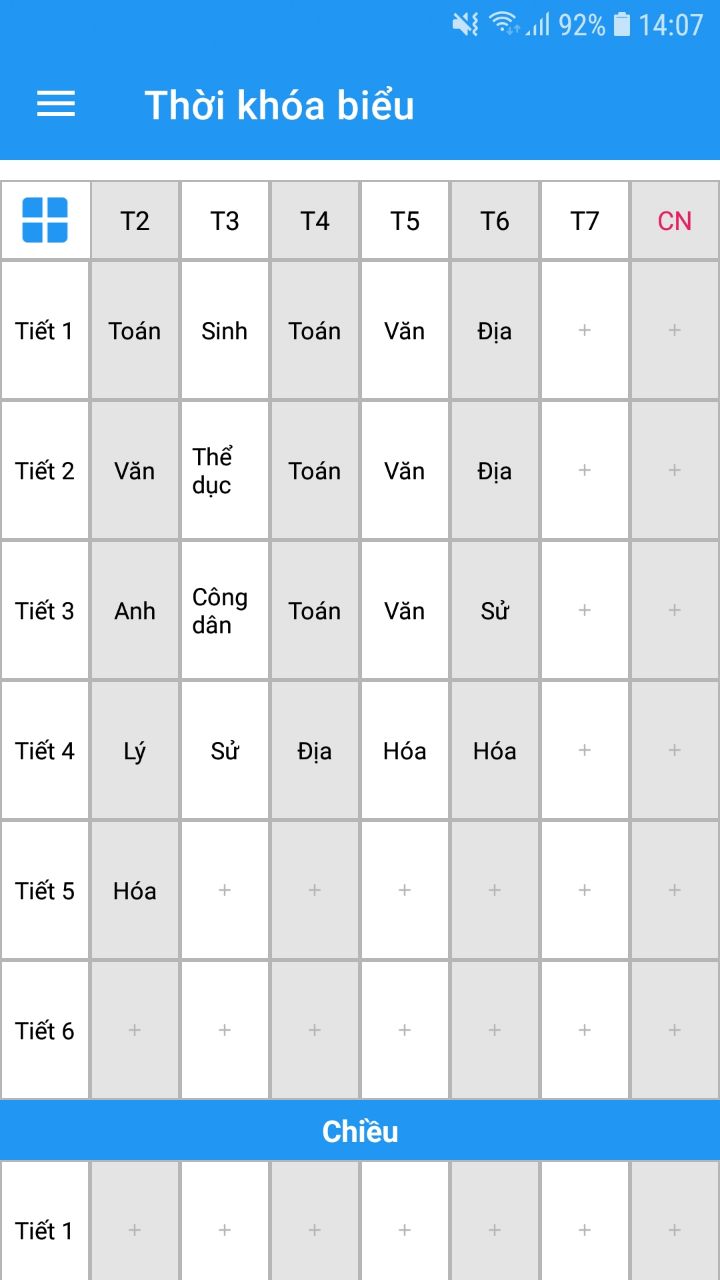 92% 14:07
Thời khóa biểu
T2 T3 T4 T5 T6 T7 CN
Tiết 1 Toán Sinh Toán Văn Địa + +
Tiết 2 Văn Thể dục Toán Văn Địa + +
Tiết 3 Anh Công dân Toán Văn Sử + +
Tiết 4 Lý Sử Địa Hóa Hóa + +
Tiết 5 Hóa + + + + + +
Tiết 6 + + + + + + +
Chiều
Tiết 1 + + + + + + +